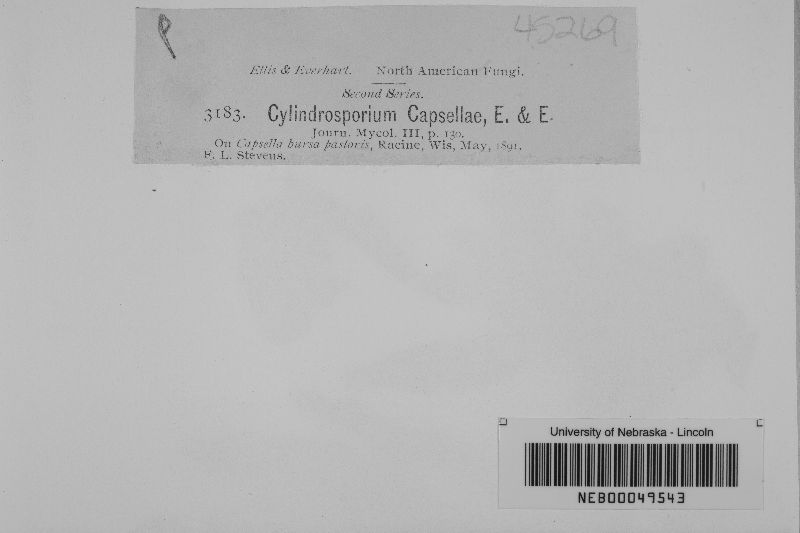 45269
Ellis & Everhart. North American Fungi.
Second Series.
3183. Cylindrosporium Capsellae, E. & E.
Journ. Mycol. III, p. 130.
On Capsella bursa pastoris, Racine, Wis, May, 1891.
F. L. Stevens.
University of Nebraska - Lincoln
NEB00049543